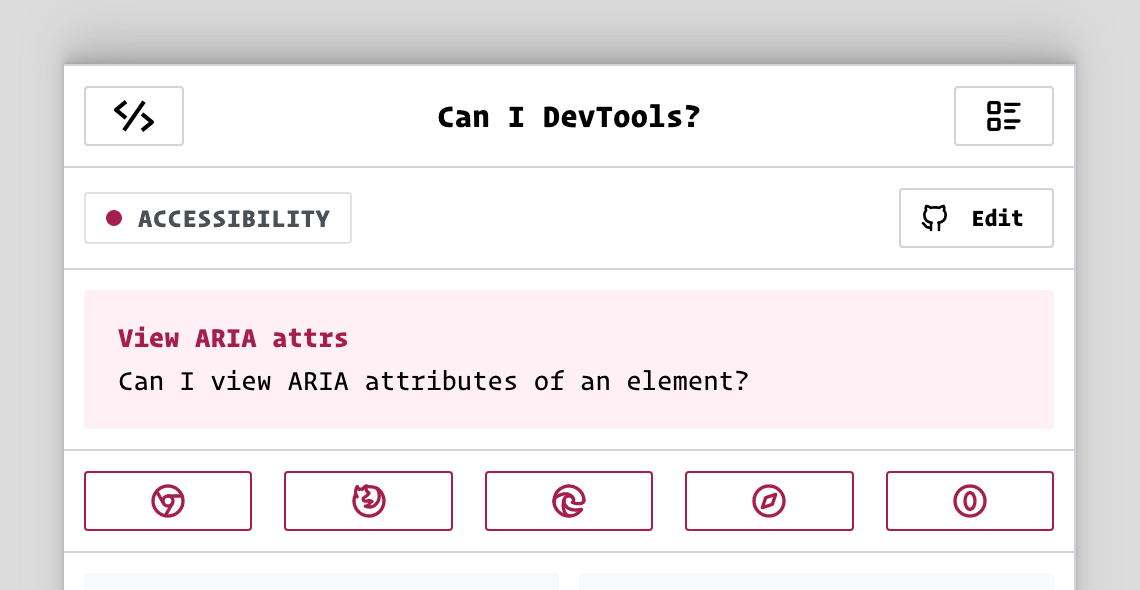 Can I DevTools?
ACCESSIBILITY
Edit
View ARIA attrs
Can I view ARIA attributes of an element?